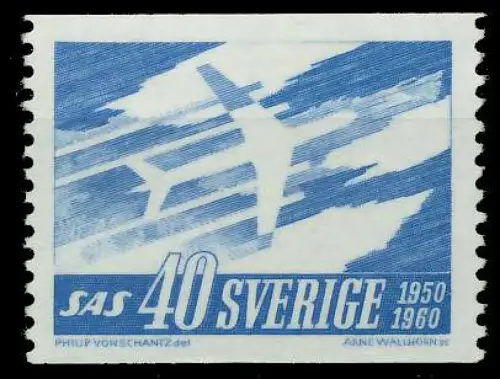 SAS 40 SVERIGE 1950
1960
PHILIP VON SCHANTZ del ARNE WALLHORN sc